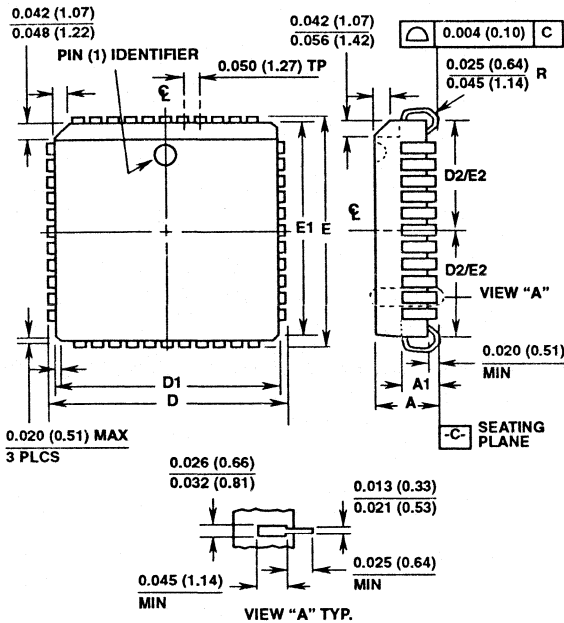 0.042 (1.07)
0.048 (1.22)
PIN (1) IDENTIFIER
0.050 (1.27) TP
℄
0.042 (1.07)
0.056 (1.42)
0.004 (0.10) C
0.025 (0.64)
0.045 (1.14)
R
D2/E2
E1 E
℄
D2/E2
VIEW “A”
D1
D
0.020 (0.51) MAX
3 PLCS
0.020 (0.51)
MIN
A1
A
-C-
SEATING
PLANE
0.026 (0.66)
0.032 (0.81)
0.013 (0.33)
0.021 (0.53)
0.025 (0.64)
MIN
0.045 (1.14)
MIN
VIEW “A” TYP.